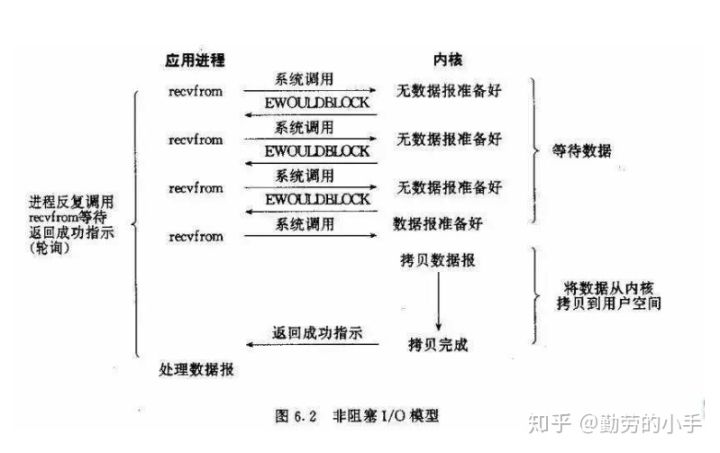 应用进程 内核
recvfrom 系统调用 无数据报准备好
EWOULDBLOCK
recvfrom 系统调用 无数据报准备好
EWOULDBLOCK
recvfrom 系统调用 无数据报准备好
EWOULDBLOCK
recvfrom 系统调用 数据报准备好
等待数据
进程反复调用
recvfrom等待
返回成功指示
(轮询)
拷贝数据报
将数据从内核
拷贝到用户空间
返回成功指示 拷贝完成
处理数据报
图 6.2 非阻塞 I/O 模型
知乎 @勤劳的小手